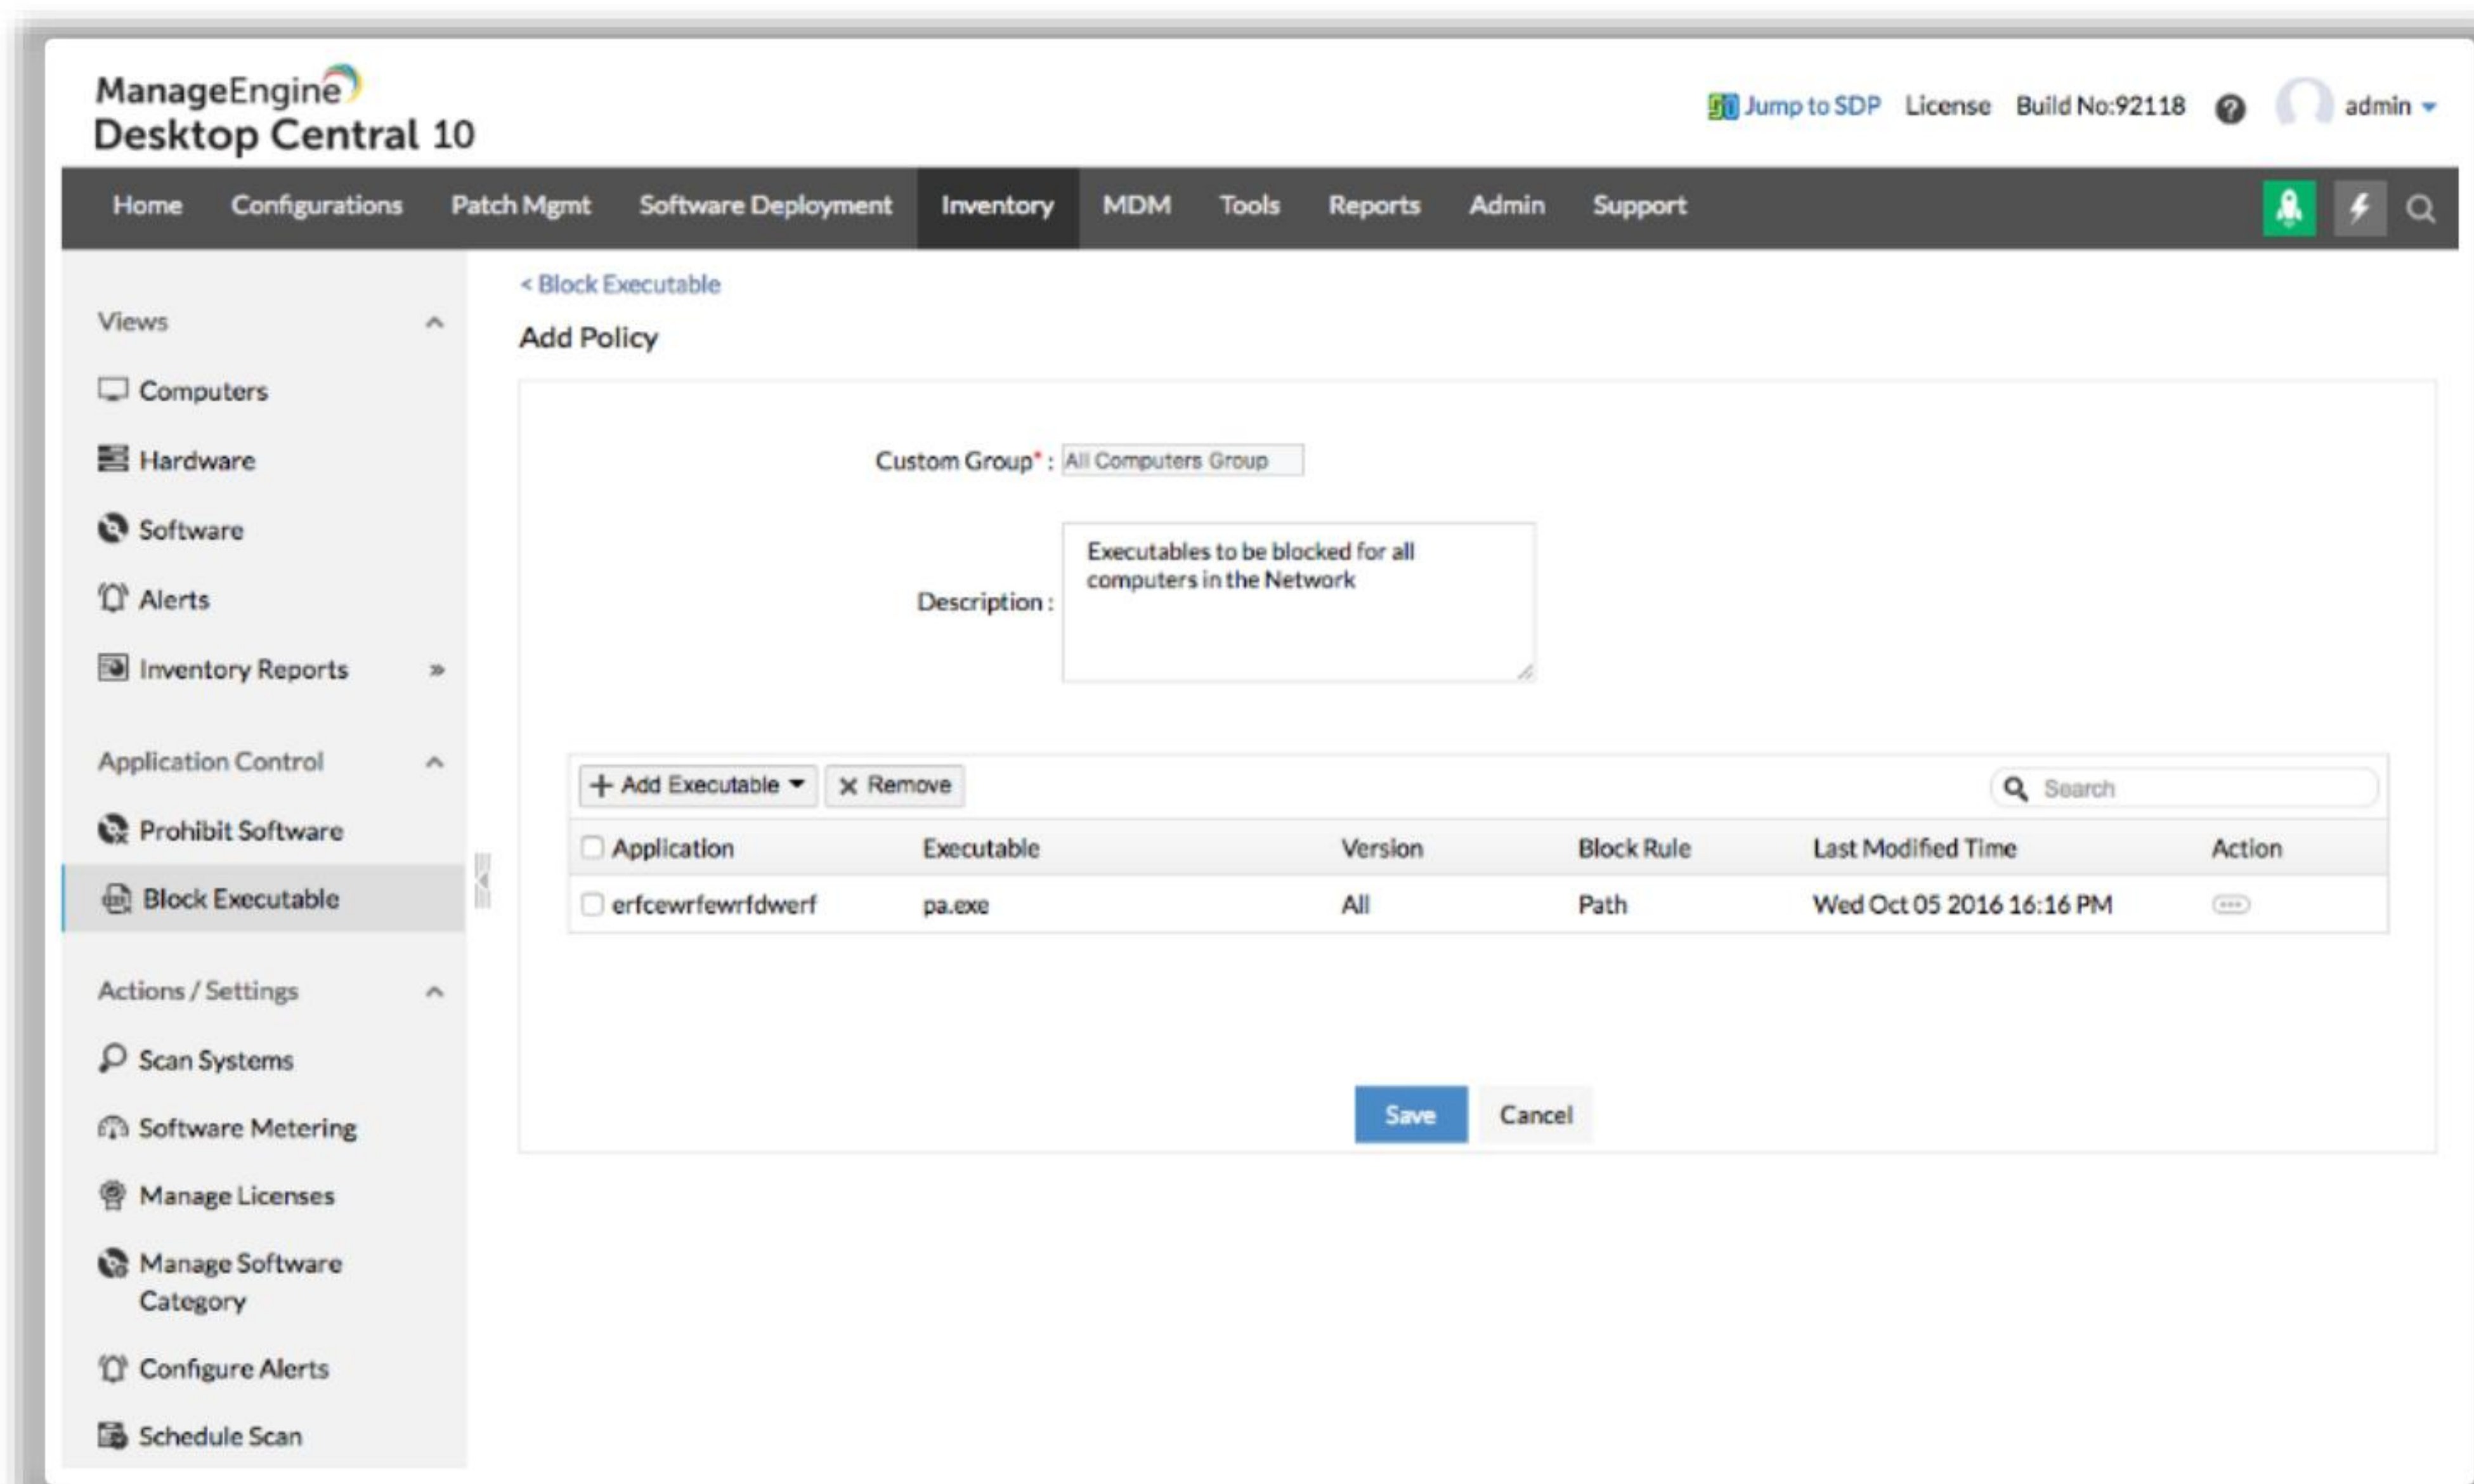 ManageEngine
Desktop Central 10
Jump to SDP License Build No:92118 admin
Home Configurations Patch Mgmt Software Deployment Inventory MDM Tools Reports Admin Support
< Block Executable
Add Policy
Views
Computers
Hardware
Software
Alerts
Inventory Reports »
Application Control
Prohibit Software
Block Executable
Actions / Settings
Scan Systems
Software Metering
Manage Licenses
Manage Software
Category
Configure Alerts
Schedule Scan
Custom Group* : All Computers Group
Description :
Executables to be blocked for all
computers in the Network
+ Add Executable Remove Search
Application Executable Version Block Rule Last Modified Time Action
erfcewrfewrfdwerf pa.exe All Path Wed Oct 05 2016 16:16 PM
Save Cancel